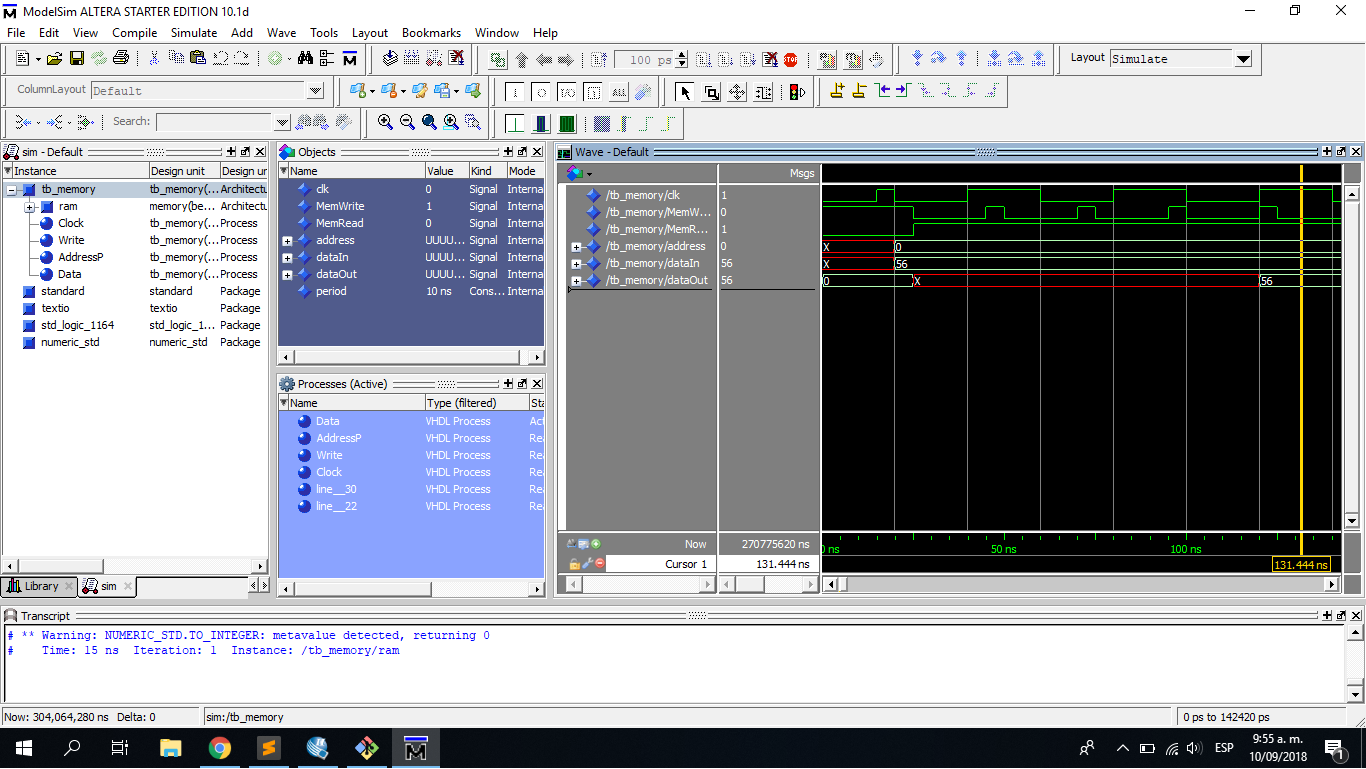 ModelSim ALTERA STARTER EDITION 10.1d
File Edit View Compile Simulate Add Wave Tools Layout Bookmarks Window Help
100 ps
Layout Simulate
ColumnLayout Default
ALL
Search:
sim - Default
Instance Design unit Design ur
tb_memory tb_memory(... Architectu
ram memory(be... Architectu
Clock tb_memory(... Process
Write tb_memory(... Process
AddressP tb_memory(... Process
Data tb_memory(... Process
standard standard Package
textio textio Package
std_logic_1164 std_logic_1... Package
numeric_std numeric_std Package
Library sim
Objects
Name Value Kind Mode
clk 0 Signal Interna
MemWrite 1 Signal Interna
MemRead 0 Signal Interna
address UUUU... Signal Interna
dataIn UUUU... Signal Interna
dataOut UUUU... Signal Interna
period 10 ns Cons... Interna
Processes (Active)
Name Type (filtered) Sta
Data VHDL Process Act
AddressP VHDL Process Rea
Write VHDL Process Rea
Clock VHDL Process Rea
line__30 VHDL Process Rea
line__22 VHDL Process Rea
Wave - Default
Msgs
/tb_memory/clk 1
/tb_memory/MemW... 0
/tb_memory/MemR... 1
/tb_memory/address 0 X 0
/tb_memory/dataIn 56 X 56
/tb_memory/dataOut 56 0 X 56
Now 270775620 ns 0 ns 50 ns 100 ns
Cursor 1 131.444 ns 131.444 ns
Transcript
# ** Warning: NUMERIC_STD.TO_INTEGER: metavalue detected, returning 0
# Time: 15 ns Iteration: 1 Instance: /tb_memory/ram
Now: 304,064,280 ns Delta: 0 sim:/tb_memory 0 ps to 142420 ps
ESP
9:55 a. m.
10/09/2018
1